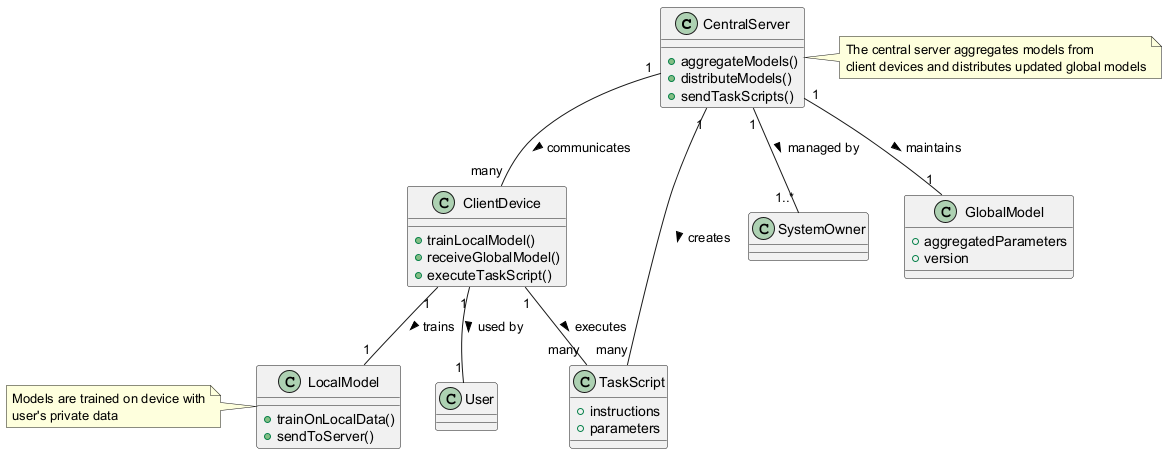 C CentralServer
aggregateModels()
distributeModels()
sendTaskScripts()
The central server aggregates models from
client devices and distributes updated global models
1
1
1
1
communicates
managed by
maintains
many
1..*
1
C ClientDevice
trainLocalModel()
receiveGlobalModel()
executeTaskScript()
creates
C SystemOwner
C GlobalModel
aggregatedParameters
version
1
1
1
trains
used by
executes
1
1
many
many
Models are trained on device with
user's private data
C LocalModel
trainOnLocalData()
sendToServer()
C User
C TaskScript
instructions
parameters